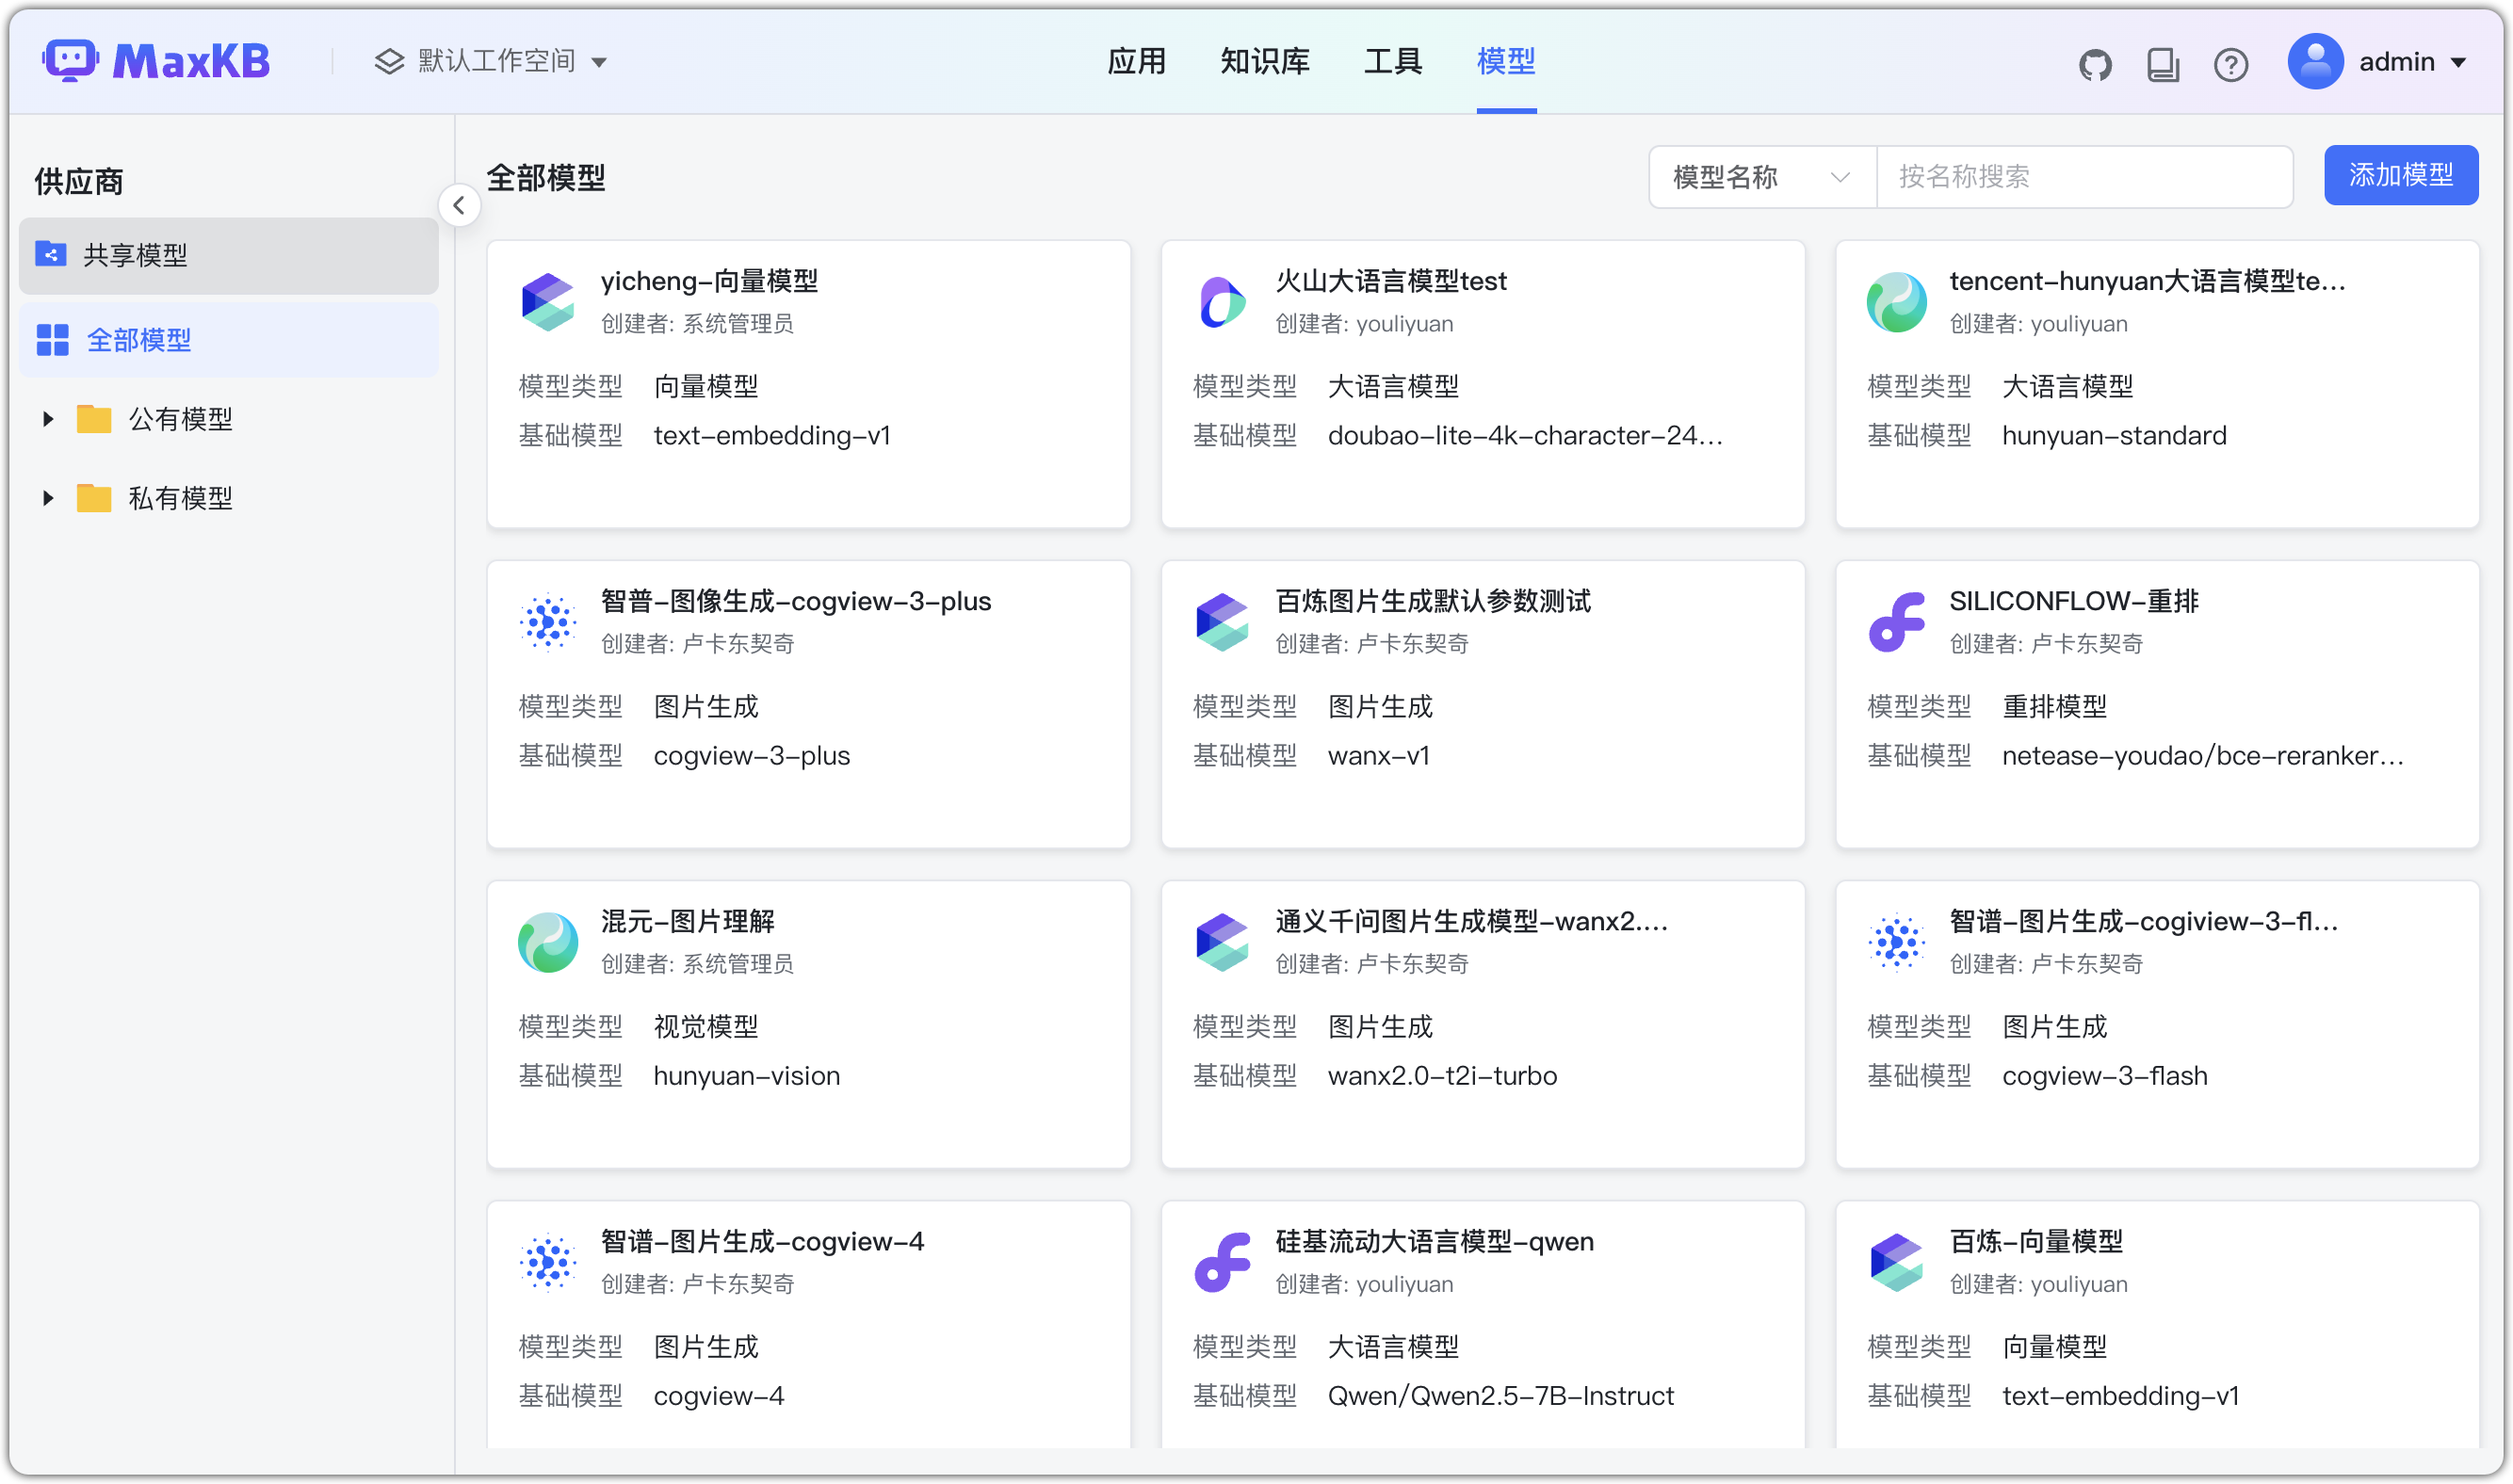 MaxKB
默认工作空间
应用
知识库
工具
模型
admin
供应商
共享模型
全部模型
公有模型
私有模型
全部模型
模型名称
按名称搜索
添加模型
yicheng-向量模型
创建者: 系统管理员
模型类型 向量模型
基础模型 text-embedding-v1
火山大语言模型test
创建者: youliyuan
模型类型 大语言模型
基础模型 doubao-lite-4k-character-24...
tencent-hunyuan大语言模型te...
创建者: youliyuan
模型类型 大语言模型
基础模型 hunyuan-standard
智普-图像生成-cogview-3-plus
创建者: 卢卡东契奇
模型类型 图片生成
基础模型 cogview-3-plus
百炼图片生成默认参数测试
创建者: 卢卡东契奇
模型类型 图片生成
基础模型 wanx-v1
SILICONFLOW-重排
创建者: 卢卡东契奇
模型类型 重排模型
基础模型 netease-youdao/bce-reranker...
混元-图片理解
创建者: 系统管理员
模型类型 视觉模型
基础模型 hunyuan-vision
通义千问图片生成模型-wanx2....
创建者: 卢卡东契奇
模型类型 图片生成
基础模型 wanx2.0-t2i-turbo
智谱-图片生成-cogiview-3-fl...
创建者: 卢卡东契奇
模型类型 图片生成
基础模型 cogview-3-flash
智谱-图片生成-cogview-4
创建者: 卢卡东契奇
模型类型 图片生成
基础模型 cogview-4
硅基流动大语言模型-qwen
创建者: youliyuan
模型类型 大语言模型
基础模型 Qwen/Qwen2.5-7B-Instruct
百炼-向量模型
创建者: youliyuan
模型类型 向量模型
基础模型 text-embedding-v1